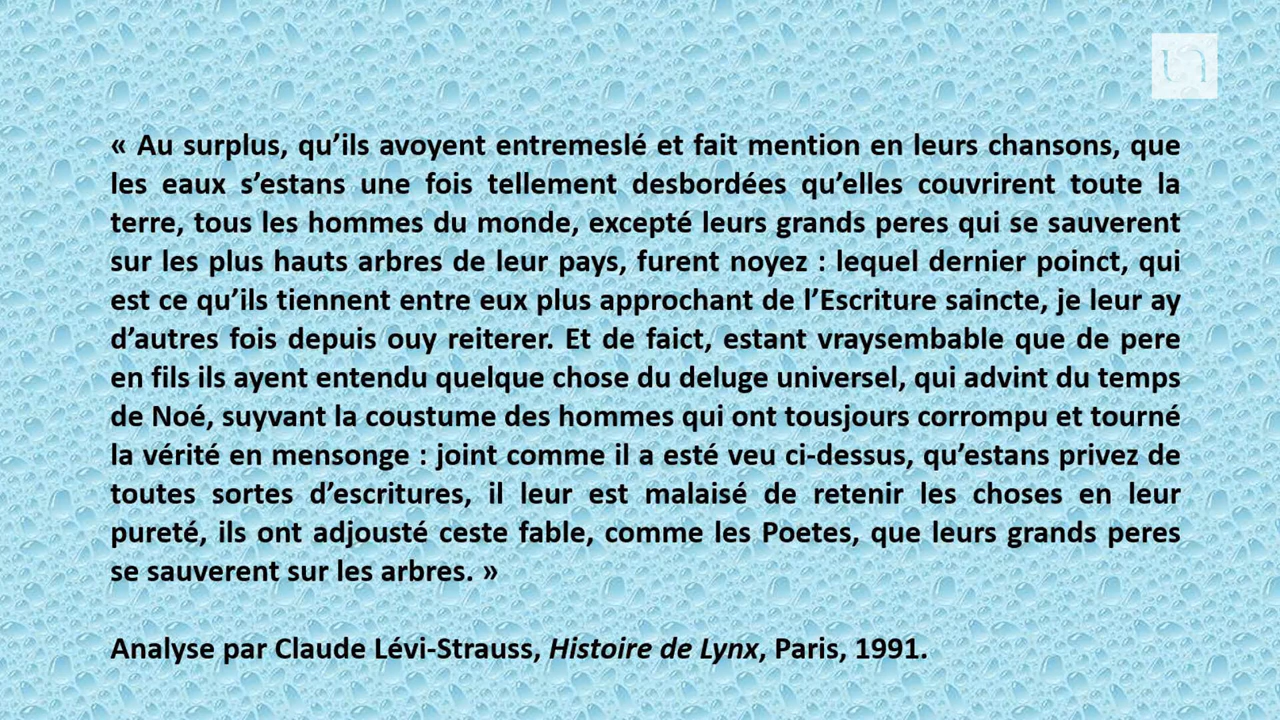 « Au surplus, qu’ils avoyent entremeslé et fait mention en leurs chansons, que
les eaux s’estans une fois tellement desbordées qu’elles couvrirent toute la
terre, tous les hommes du monde, excepté leurs grands peres qui se sauverent
sur les plus hauts arbres de leur pays, furent noyez : lequel dernier poinct, qui
est ce qu’ils tiennent entre eux plus approchant de l’Escriture saincte, je leur ay
d’autres fois depuis ouy reiterer. Et de faict, estant vraysembable que de pere
en fils ils ayent entendu quelque chose du deluge universel, qui advint du temps
de Noé, suyvant la coustume des hommes qui ont tousjours corrompu et tourné
la vérité en mensonge : joint comme il a esté veu ci-dessus, qu’estans privez de
toutes sortes d’escritures, il leur est malaisé de retenir les choses en leur
pureté, ils ont adjousté ceste fable, comme les Poetes, que leurs grands peres
se sauverent sur les arbres. »
Analyse par Claude Lévi-Strauss, Histoire de Lynx, Paris, 1991.